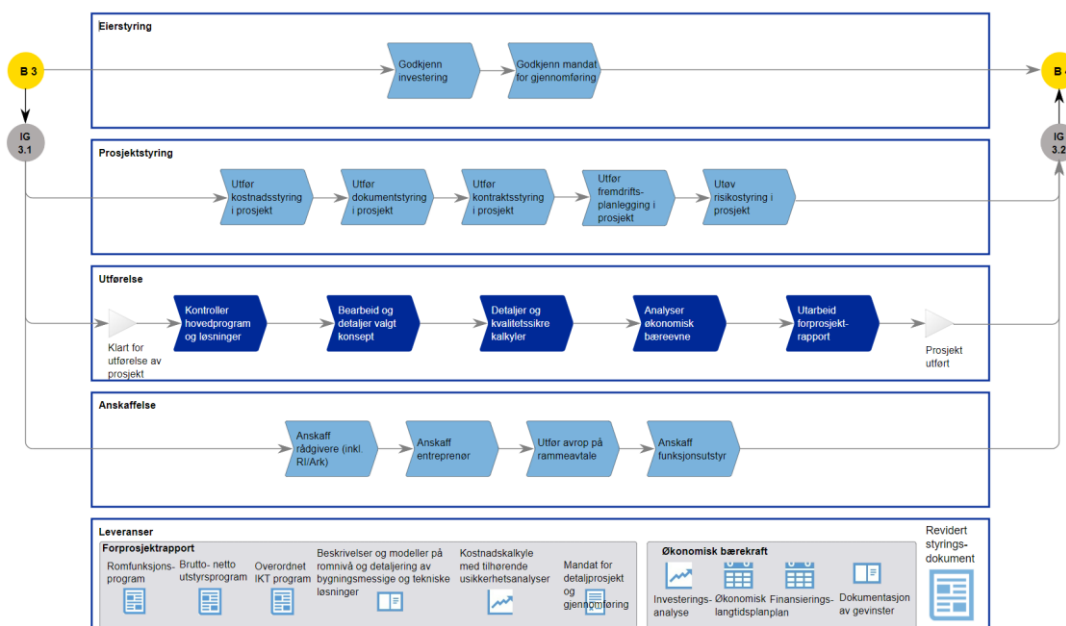 Eierstyring
B 3
Godkjenn
investering
Godkjenn mandat
for gjennomføring
B 4
IG
3.1
IG
3.2
Prosjektstyring
Utfør
kostnadsstyring
i prosjekt
Utfør
dokumentstyring
i prosjekt
Utfør
kontraktsstyring
i prosjekt
Utfør
fremdrifts-
planlegging i
prosjekt
Utøv
risikostyring i
prosjekt
Utførelse
Klart for
utførelse av
prosjekt
Kontroller
hovedprogram
og løsninger
Bearbeid og
detaljer valgt
konsept
Detaljer og
kvalitetssikre
kalkyler
Analyser
økonomisk
bæreevne
Utarbeid
forprosjekt-
rapport
Prosjekt
utført
Anskaffelse
Anskaff
rådgivere (inkl.
RI/Ark)
Anskaff
entreprenør
Utfør avrop på
rammeavtale
Anskaff
funksjonsutstyr
Leveranser
Forprosjektrapport
Romfunksjons-
program
Brutto- netto
utstyrsprogram
Overordnet
IKT program
Beskrivelser og modeller på
romnivå og detaljering av
bygningsmessige og tekniske
løsninger
Kostnadskalkyle
med tilhørende
usikkerhetsanalyser
Mandat for
detaljprosjekt
og
gjennomføring
Økonomisk bærekraft
Investerings-
analyse
Økonomisk
langtidsplan
Finansierings-
plan
Dokumentasjon
av gevinster
Revidert
styrings-
dokument